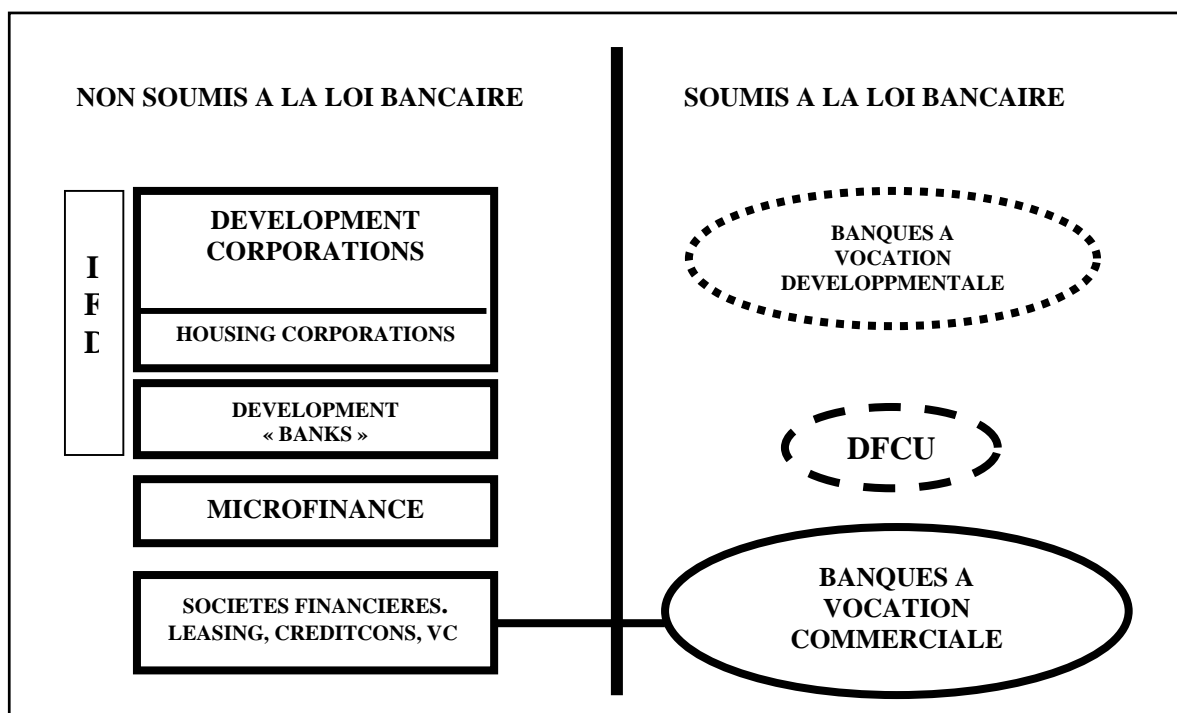 NON SOUMIS A LA LOI BANCAIRE
SOUMIS A LA LOI BANCAIRE
I
F
D
DEVELOPMENT
CORPORATIONS
HOUSING CORPORATIONS
DEVELOPMENT
« BANKS »
MICROFINANCE
SOCIETES FINANCIERES.
LEASING, CREDITCONS, VC
BANQUES A
VOCATION
DEVELOPPMENTALE
DFCU
BANQUES A
VOCATION
COMMERCIALE